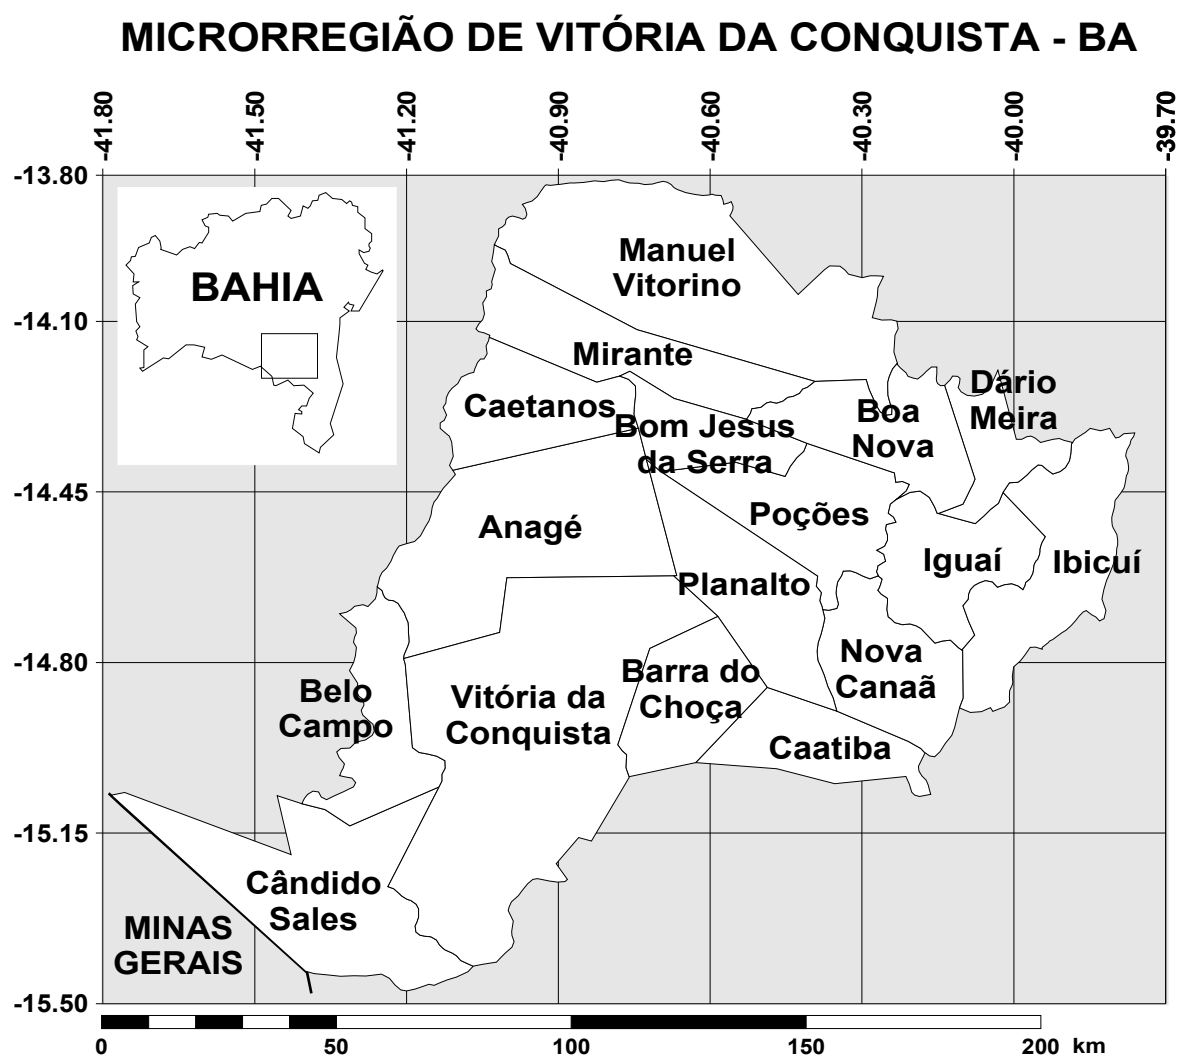 MICRORREGIÃO DE VITÓRIA DA CONQUISTA - BA
-41.80 -41.50 -41.20 -40.90 -40.60 -40.30 -40.00 -39.70
-13.80
-14.10
-14.45
-14.80
-15.15
-15.50
BAHIA
Manuel
Vitorino
Mirante
Caetanos
Bom Jesus
da Serra
Boa
Nova
Dário
Meira
Anagé
Poções
Iguaí
Ibicuí
Planalto
Belo
Campo
Vitória da
Conquista
Barra do
Choça
Nova
Canaã
Caatiba
Cândido
Sales
MINAS
GERAIS
0 50 100 150 200 km